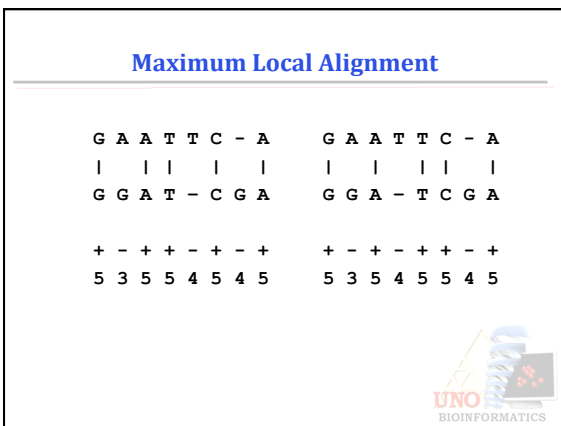 Maximum Local Alignment
G A A T T C - A G A A T T C - A
| | | | | | | | | |
G G A T – C G A G G A – T C G A
+ - + + - + - + + - + - + + - +
5 3 5 5 4 5 4 5 5 3 5 4 5 5 4 5
UNO
BIOINFORMATICS